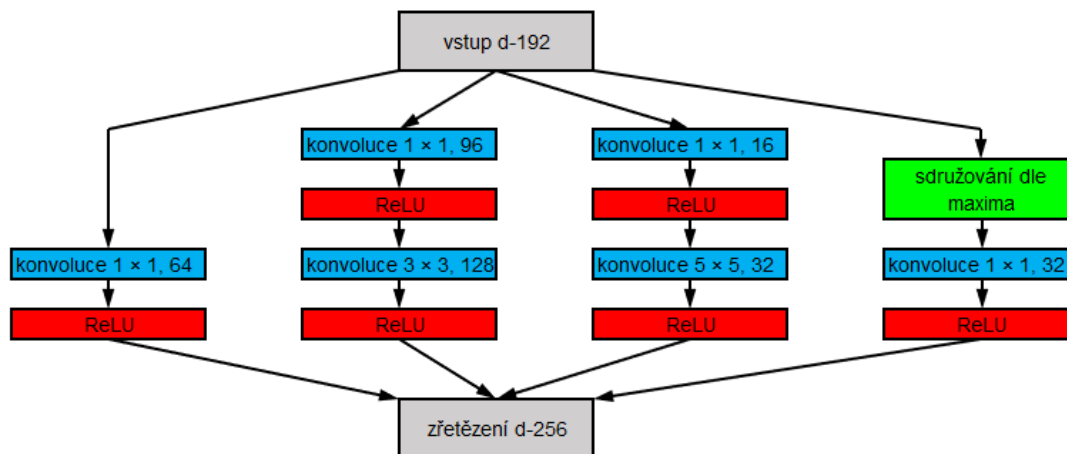 vstup d-192
konvoluce 1 × 1, 96
konvoluce 1 × 1, 16
ReLU
ReLU
sdružování dle
maxima
konvoluce 1 × 1, 64
konvoluce 3 × 3, 128
konvoluce 5 × 5, 32
konvoluce 1 × 1, 32
ReLU
ReLU
ReLU
ReLU
zřetězení d-256